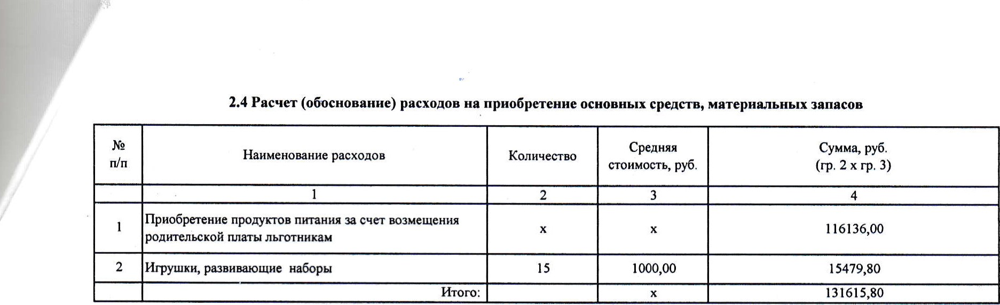 2.4 Расчет (обоснование) расходов на приобретение основных средств, материальных запасов
№ п/п Наименование расходов Количество Средняя стоимость, руб. Сумма, руб. (гр. 2 х гр. 3)
1 2 3 4
1 Приобретение продуктов питания за счет возмещения родительской платы льготникам х х 116136,00
2 Игрушки, развивающие наборы 15 1000,00 15479,80
Итого: х 131615,80